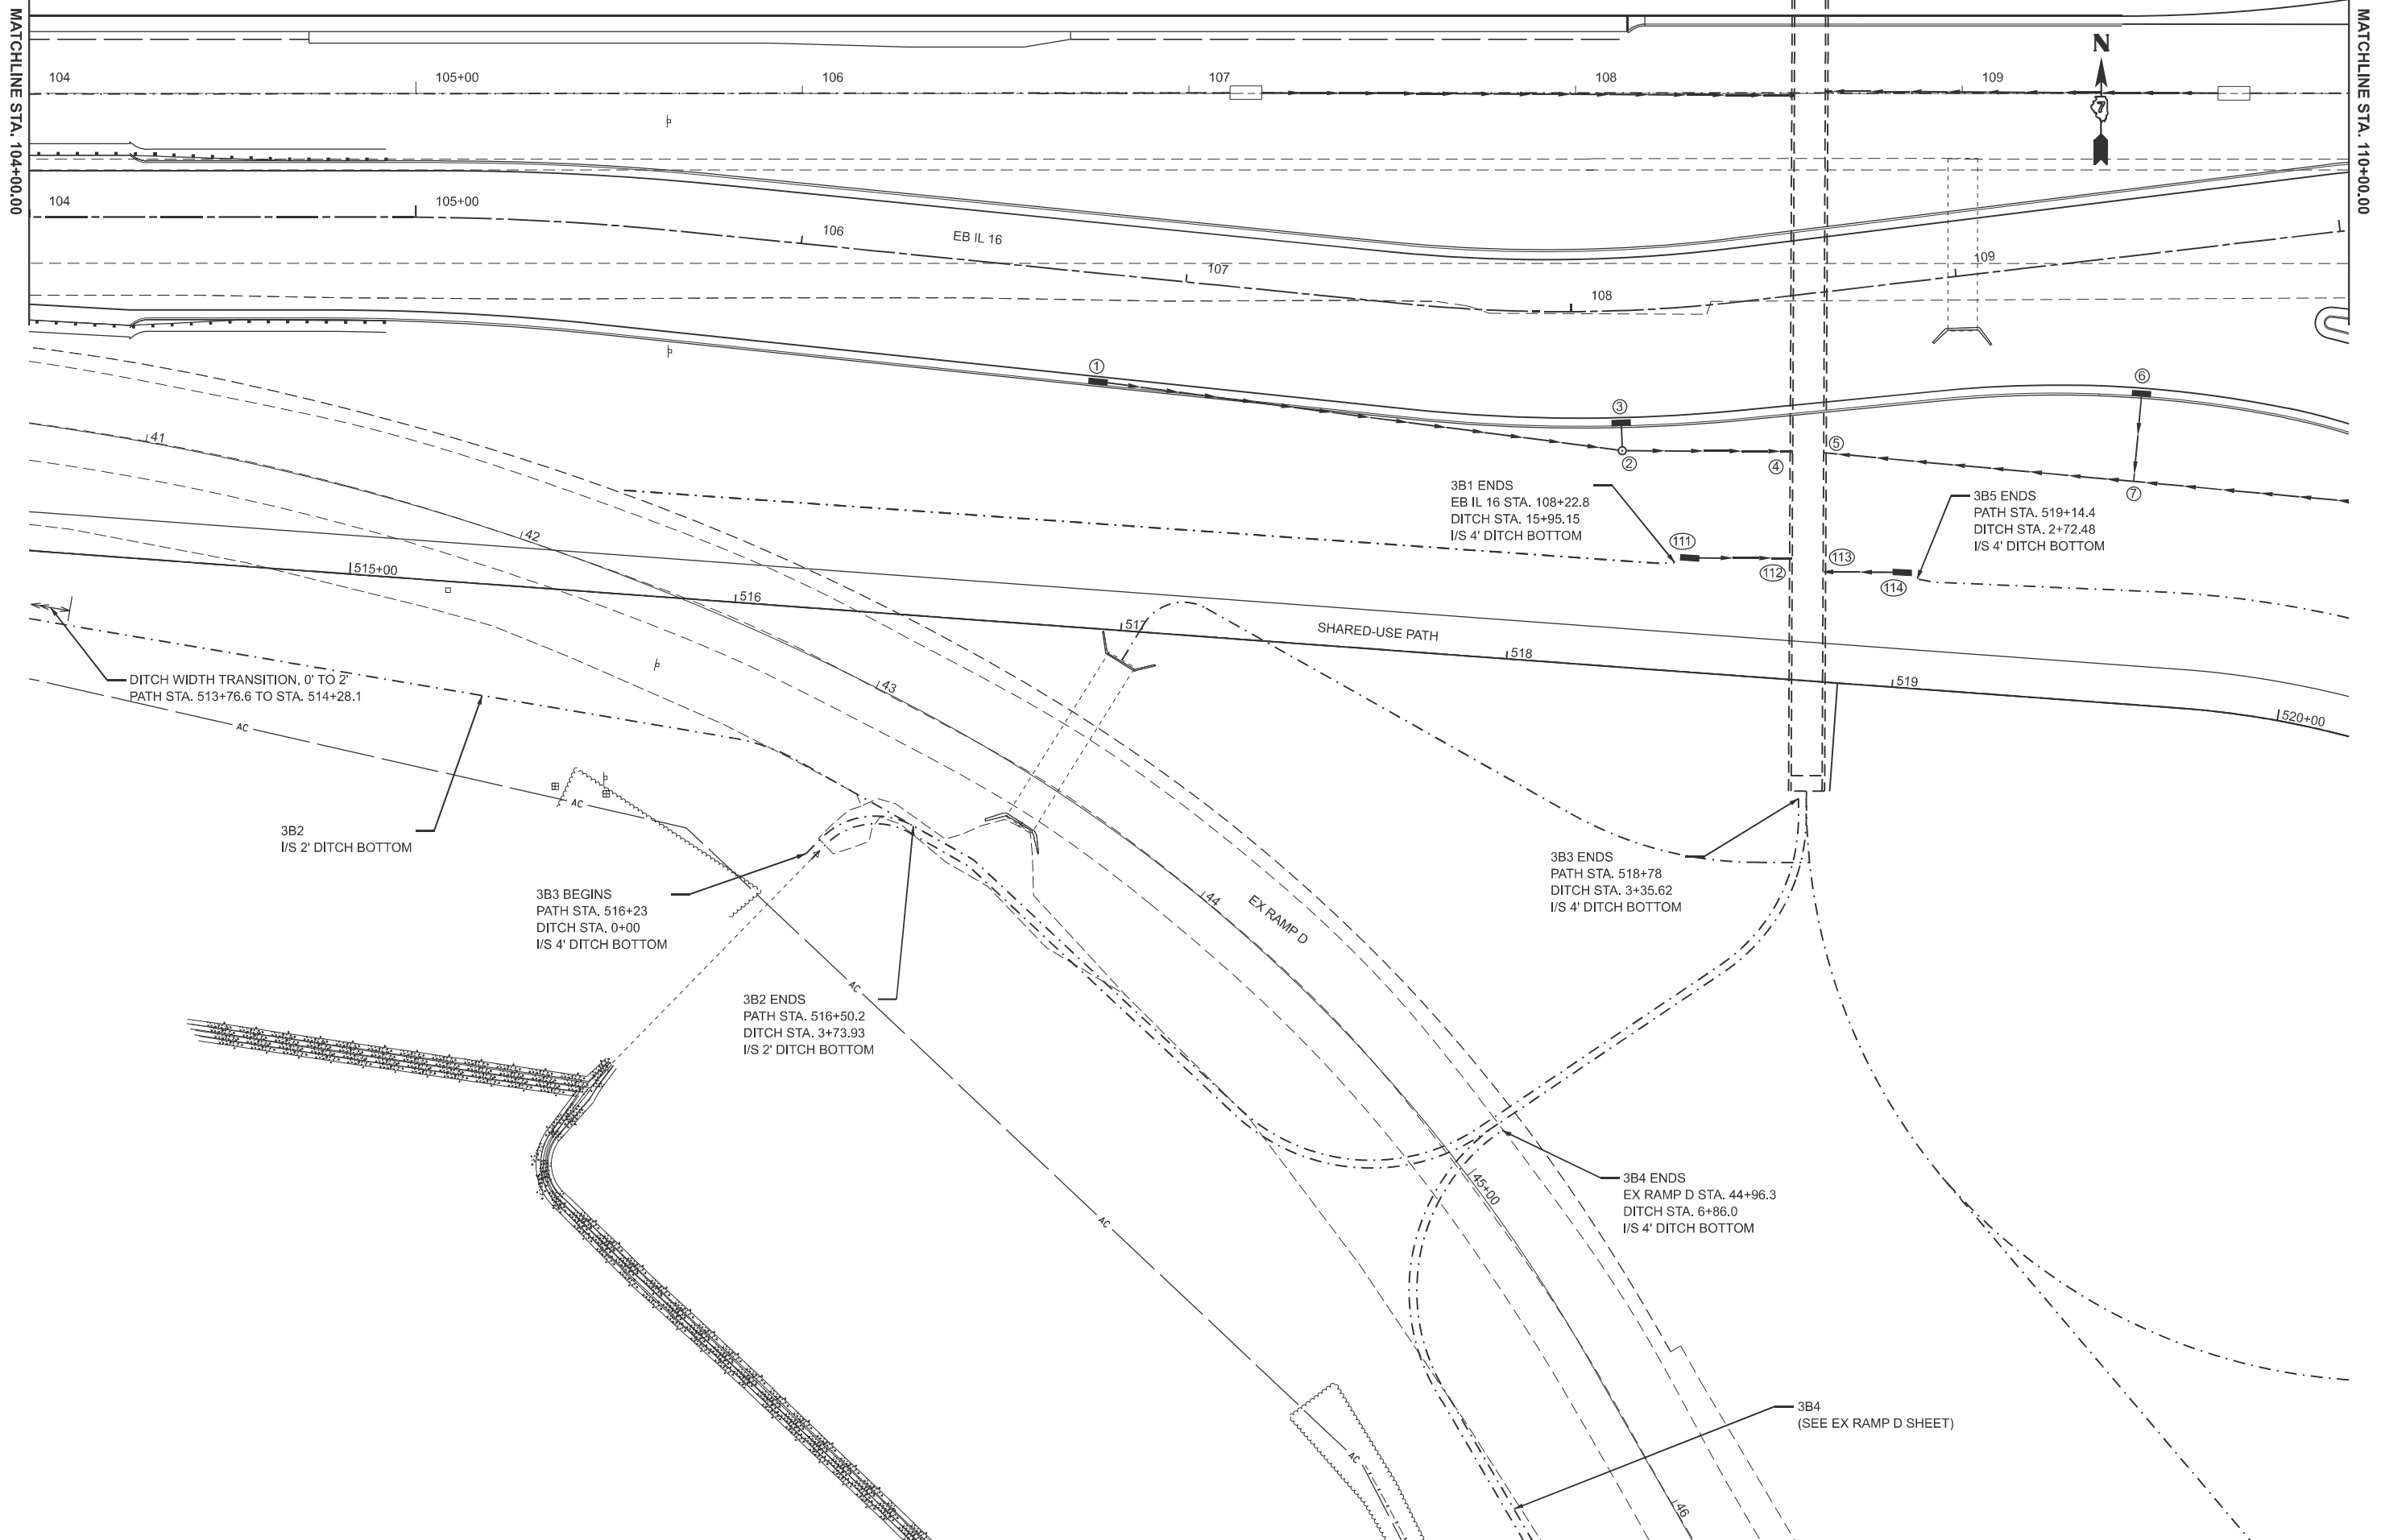 MATCHLINE STA. 104+00.00
MATCHLINE STA. 110+00.00
104
105+00
106
107
108
109
N
7
104
105+00
106
EB IL 16
107
108
109
1
3
2
4
5
6
7
41
42
43
44
45+00
46
3B1 ENDS
EB IL 16 STA. 108+22.8
DITCH STA. 15+95.15
I/S 4' DITCH BOTTOM
3B5 ENDS
PATH STA. 519+14.4
DITCH STA. 2+72.48
I/S 4' DITCH BOTTOM
111
112
113
114
515+00
516
517
SHARED-USE PATH
518
519
520+00
DITCH WIDTH TRANSITION, 0' TO 2'
PATH STA. 513+76.6 TO STA. 514+28.1
AC
AC
3B2
I/S 2' DITCH BOTTOM
3B3 BEGINS
PATH STA. 516+23
DITCH STA. 0+00
I/S 4' DITCH BOTTOM
3B3 ENDS
PATH STA. 518+78
DITCH STA. 3+35.62
I/S 4' DITCH BOTTOM
EX RAMP D
AC
3B2 ENDS
PATH STA. 516+50.2
DITCH STA. 3+73.93
I/S 2' DITCH BOTTOM
3B4 ENDS
EX RAMP D STA. 44+96.3
DITCH STA. 6+86.0
I/S 4' DITCH BOTTOM
AC
3B4
(SEE EX RAMP D SHEET)
AC